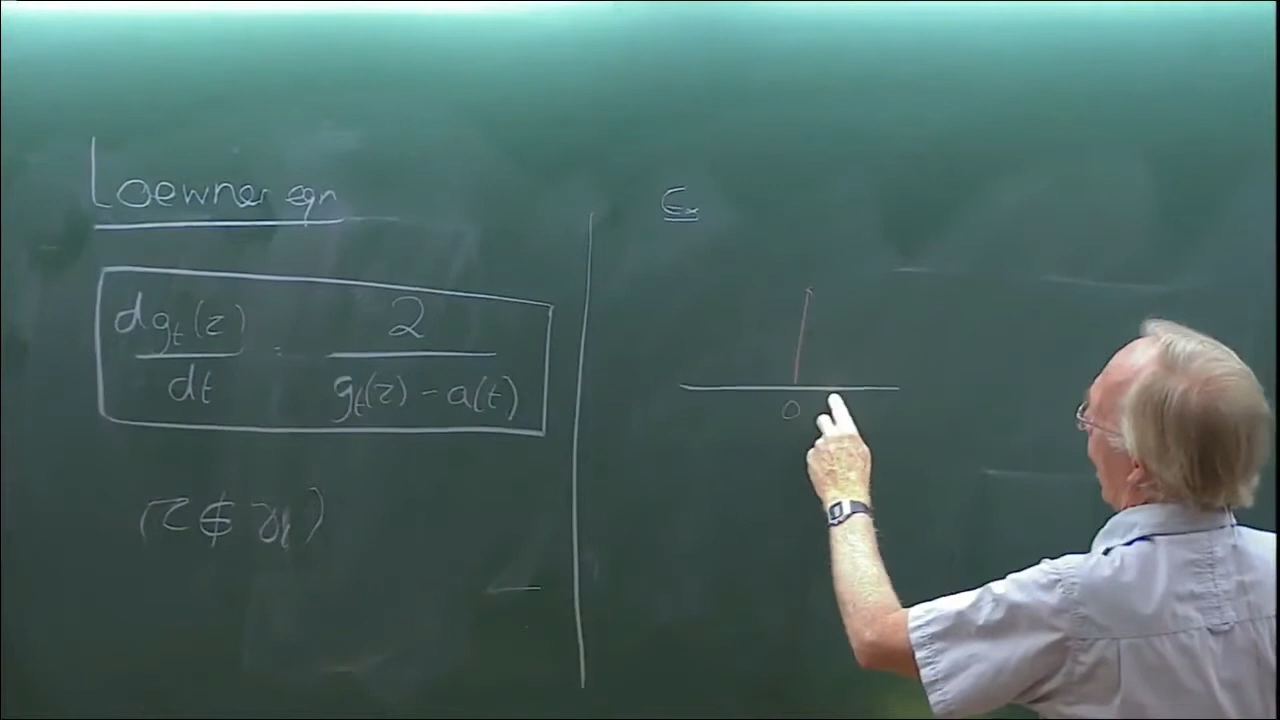 Loewner eqn
dg_t(z)/dt = 2/(g_t(z) - a(t))
(z ∉ γ_t)
Ex
0